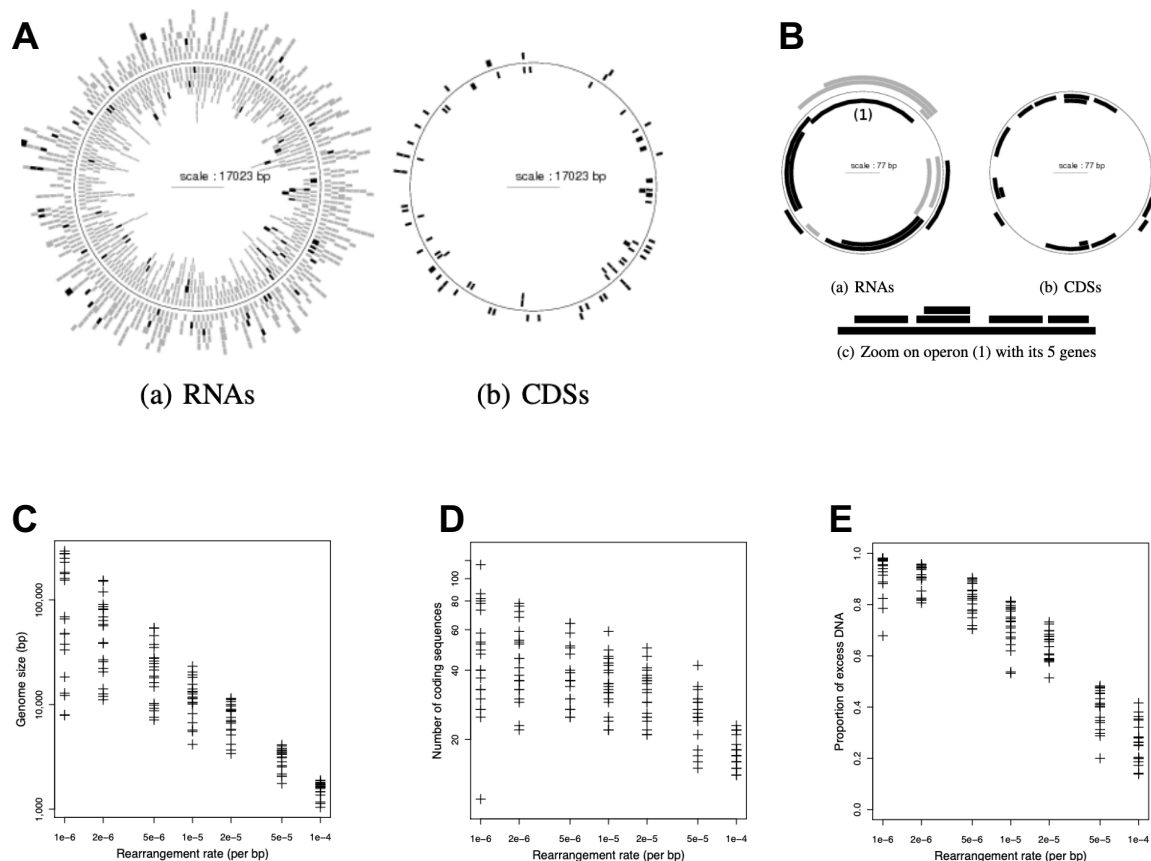 A
scale : 17023 bp
scale : 17023 bp
(a) RNAs
(b) CDSs
B
(1)
scale : 77 bp
scale : 77 bp
(a) RNAs
(b) CDSs
(c) Zoom on operon (1) with its 5 genes
C
Genome size (bp)
100,000
10,000
1,000
1e−6 2e−6 5e−6 1e−5 2e−5 5e−5 1e−4
Rearrangement rate (per bp)
D
Number of coding sequences
100
80
60
40
20
1e−6 2e−6 5e−6 1e−5 2e−5 5e−5 1e−4
Rearrangement rate (per bp)
E
Proportion of excess DNA
1.0
0.8
0.6
0.4
0.2
0.0
1e−6 2e−6 5e−6 1e−5 2e−5 5e−5 1e−4
Rearrangement rate (per bp)